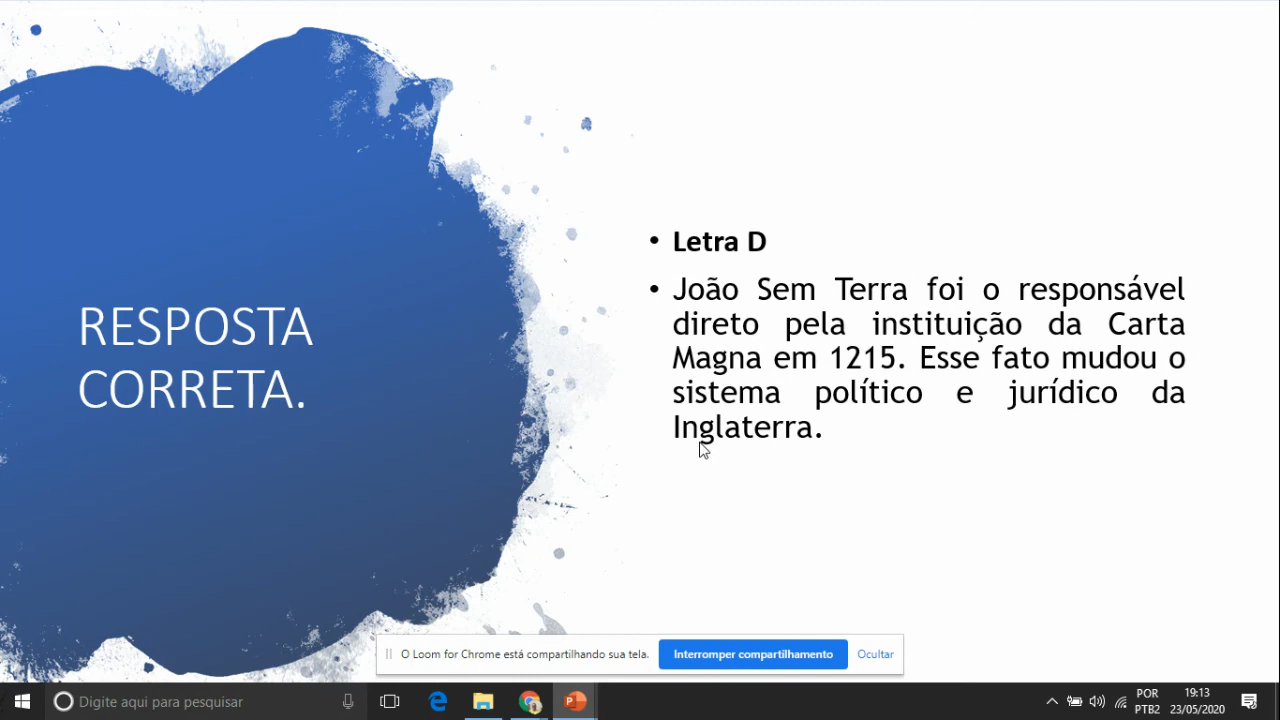 RESPOSTA
CORRETA.
• Letra D
• João Sem Terra foi o responsável
direto pela instituição da Carta
Magna em 1215. Esse fato mudou o
sistema político e jurídico da
Inglaterra.
O Loom for Chrome está compartilhando sua tela.
Interromper compartilhamento
Ocultar
Digite aqui para pesquisar
POR
PTB2
19:13
23/05/2020